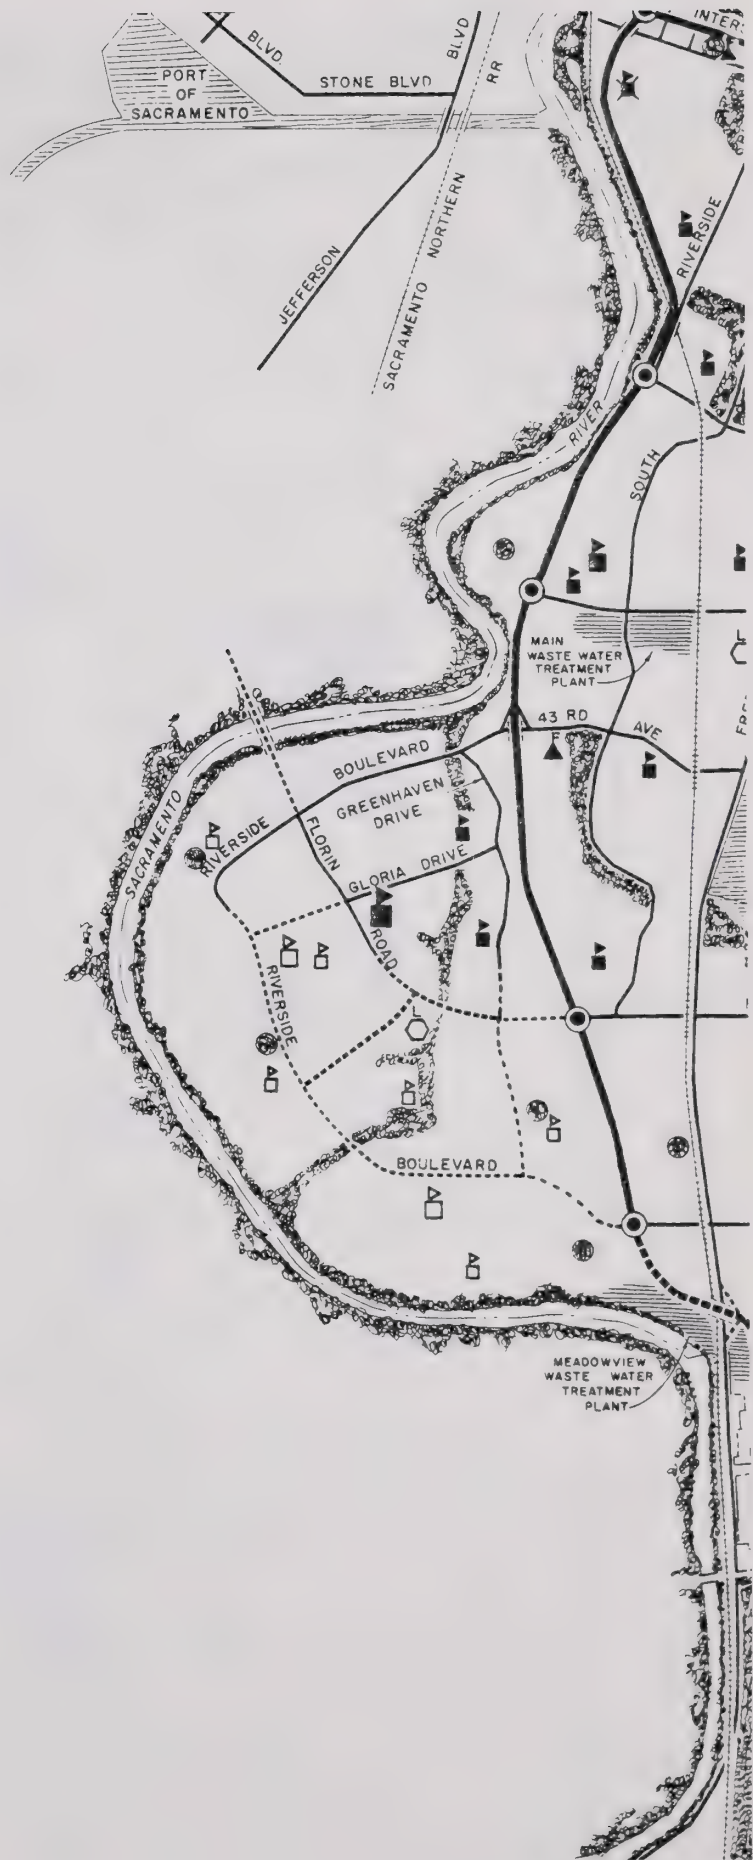 BLVD.
PORT
OF
SACRAMENTO
STONE BLVD
BLVD
RR
INTER
JEFFERSON
SACRAMENTO NORTHERN
RIVERSIDE
RIVER
SOUTH
MAIN
WASTE WATER
TREATMENT
PLANT
43 RD AVE
F
FRE
BOULEVARD
GREENHAVEN
DRIVE
RIVERSIDE
FLORIN
ROAD
GLORIA DRIVE
SACRAMENTO
RIVERSIDE
L
L
BOULEVARD
MEADOWVIEW
WASTE WATER
TREATMENT
PLANT